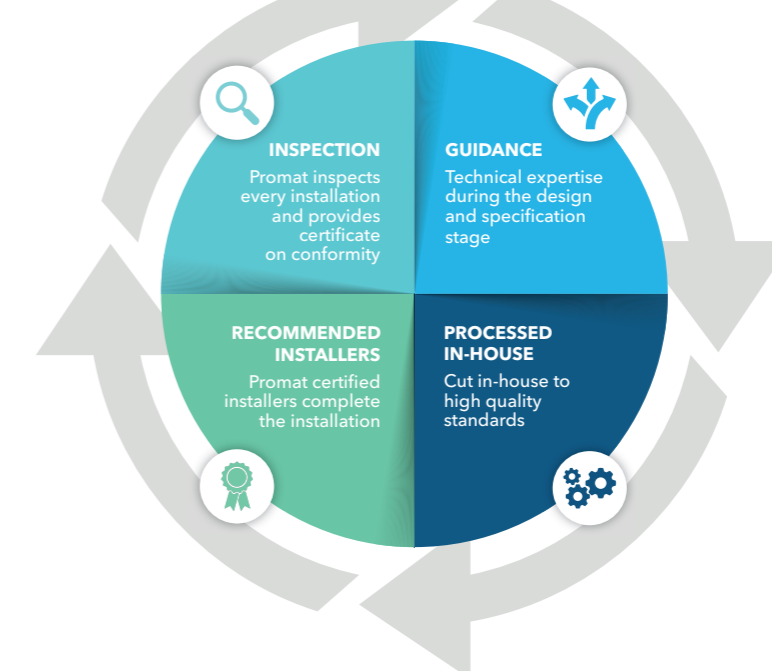 INSPECTION
Promat inspects
every installation
and provides
certificate
on conformity
GUIDANCE
Technical expertise
during the design
and specification
stage
RECOMMENDED
INSTALLERS
Promat certified
installers complete
the installation
PROCESSED
IN-HOUSE
Cut in-house to
high quality
standards